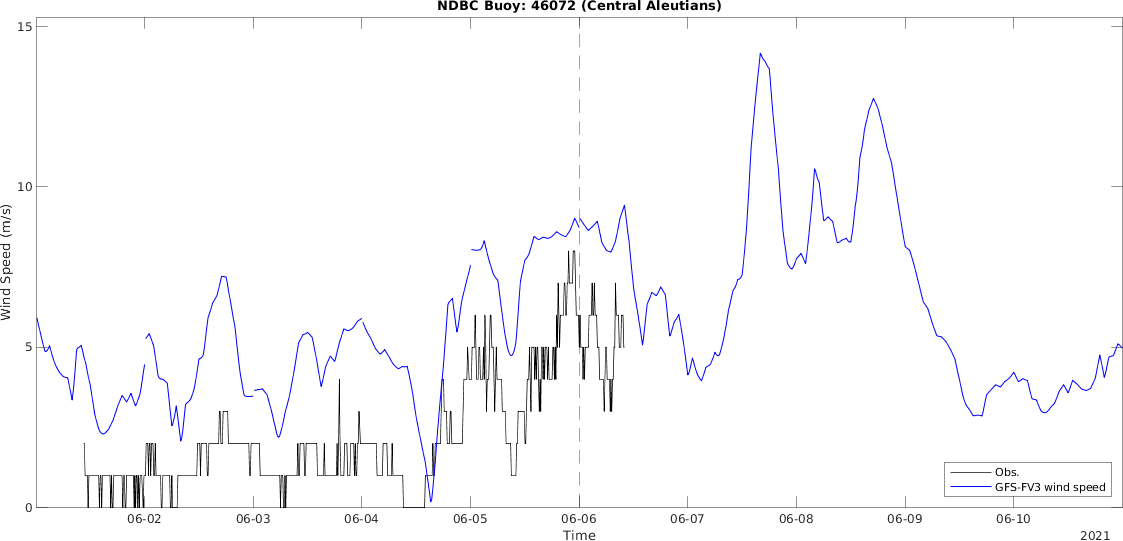 NDBC Buoy: 46072 (Central Aleutians)
15
10
5
0
Wind Speed (m/s)
Obs.
GFS-FV3 wind speed
06-02 06-03 06-04 06-05 06-06 06-07 06-08 06-09 06-10
Time
2021